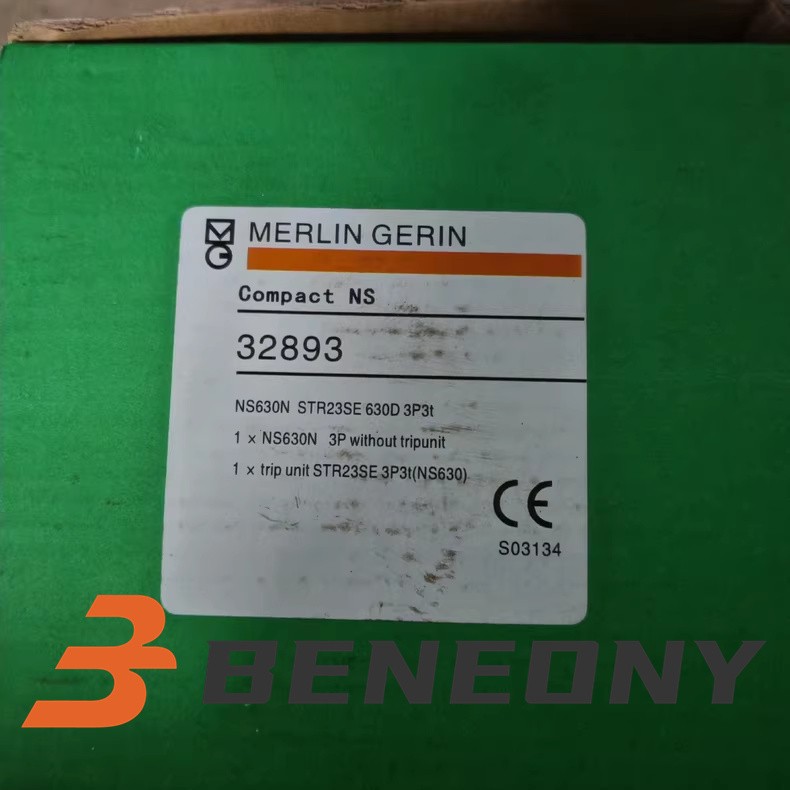 MERLIN GERIN
Compact NS
32893
NS630N STR23SE 630D 3P3t
1 × NS630N 3P without tripunit
1 × trip unit STR23SE 3P3t(NS630)
CE
S03134
BENEONY